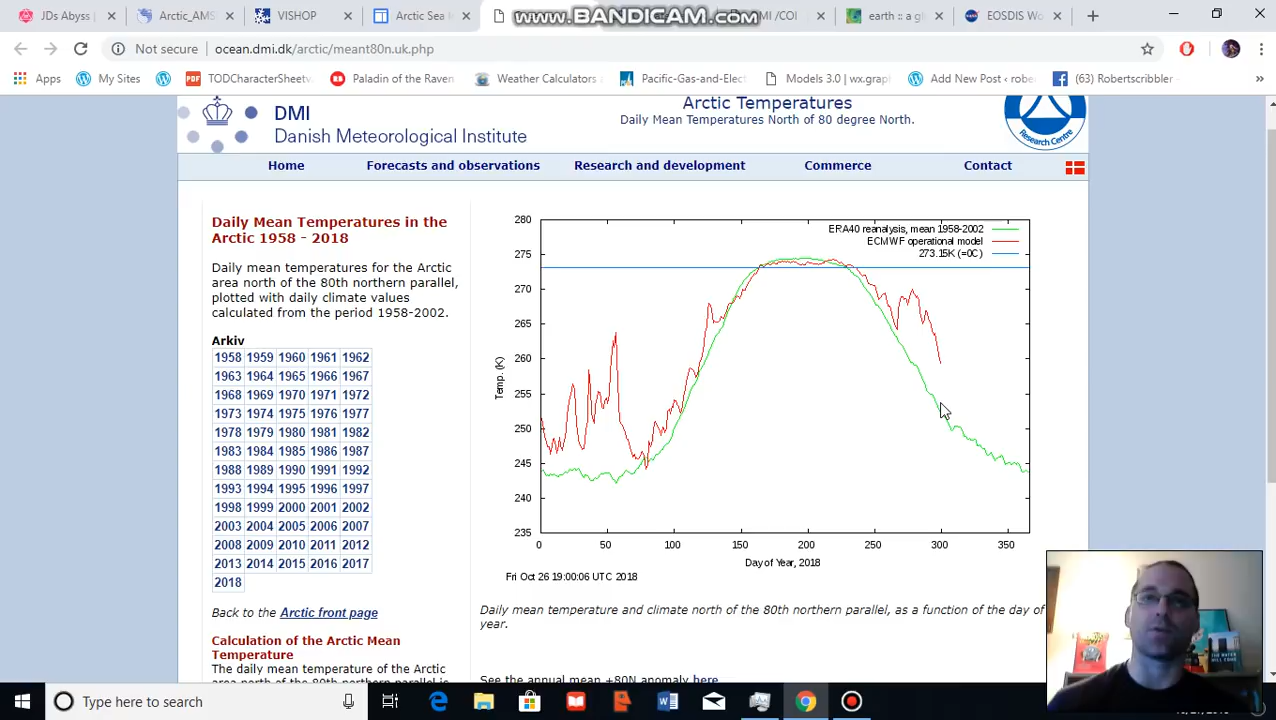 JDs Abyss
Arctic_AMS
VISHOP
Arctic Sea
WWW.BANDICAM.COM
/COI
earth :: a gl
EOSDIS Wo
Not secure
ocean.dmi.dk/arctic/meant80n.uk.php
Apps
My Sites
TODCharacterSheetv
Paladin of the Raven
Weather Calculators
Pacific-Gas-and-Elect
Models 3.0 | wx.grap
Add New Post ‹ robe
(63) Robertscribbler
»
DMI
Danish Meteorological Institute
Arctic Temperatures
Daily Mean Temperatures North of 80 degree North.
Research Centre
Home
Forecasts and observations
Research and development
Commerce
Contact
Daily Mean Temperatures in the
Arctic 1958 - 2018
Daily mean temperatures for the Arctic
area north of the 80th northern parallel,
plotted with daily climate values
calculated from the period 1958-2002.
Arkiv
1958 1959 1960 1961 1962
1963 1964 1965 1966 1967
1968 1969 1970 1971 1972
1973 1974 1975 1976 1977
1978 1979 1980 1981 1982
1983 1984 1985 1986 1987
1988 1989 1990 1991 1992
1993 1994 1995 1996 1997
1998 1999 2000 2001 2002
2003 2004 2005 2006 2007
2008 2009 2010 2011 2012
2013 2014 2015 2016 2017
2018
Back to the Arctic front page
Calculation of the Arctic Mean
Temperature
The daily mean temperature of the Arctic
area north of the 80th northern parallel is
280
275
270
265
260
255
250
245
240
235
Temp. (K)
ERA40 reanalysis, mean 1958-2002
ECMWF operational model
273.15K (=0C)
0 50 100 150 200 250 300 350
Day of Year, 2018
Fri Oct 26 19:00:06 UTC 2018
Daily mean temperature and climate north of the 80th northern parallel, as a function of the day of
year.
See the annual mean +80N anomaly here
Type here to search